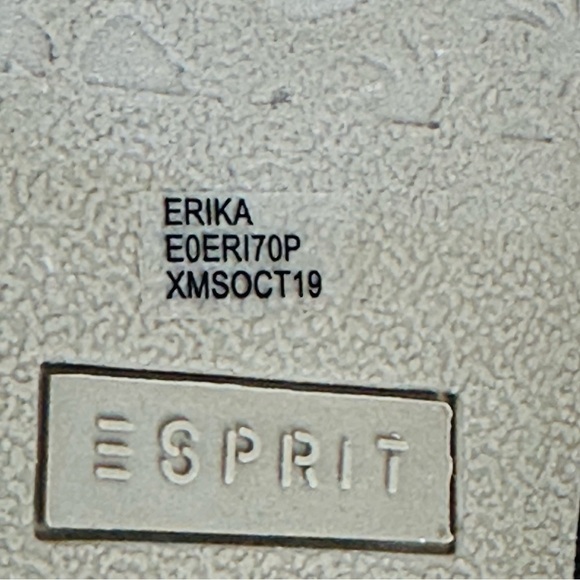 ERIKA
E0ERI70P
XMSOCT19
ESPRIT